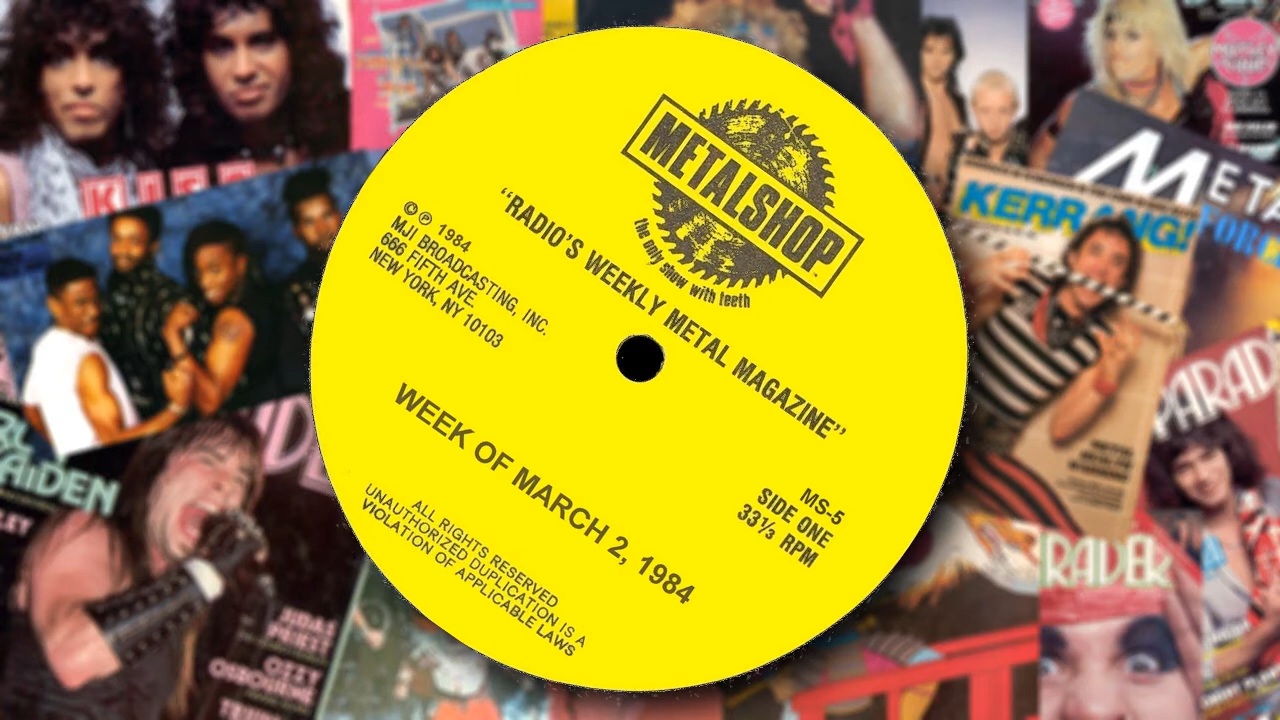 METALSHOP
the only show with teeth
"RADIO'S WEEKLY METAL MAGAZINE"
© ℗ 1984
MJI BROADCASTING, INC.
666 FIFTH AVE.
NEW YORK, NY 10103
WEEK OF MARCH 2, 1984
MS-5
SIDE ONE
33⅓ RPM
ALL RIGHTS RESERVED
UNAUTHORIZED DUPLICATION IS A
VIOLATION OF APPLICABLE LAWS
KERRANG!
JUDAS
PRIEST
OZZY
OSBOURNE